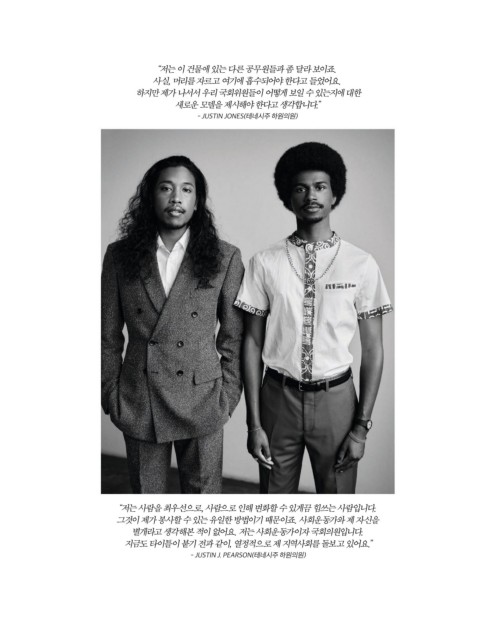 “저는 이 건물에 있는 다른 공무원들과 좀 달라 보이죠.
사실, 머리를 자르고 여기에 흡수되어야 한다고 들었어요.
하지만 제가 나서서 우리 국회위원들이 어떻게 보일 수 있는지에 대한
새로운 모델을 제시해야 한다고 생각합니다.”
– JUSTIN JONES(테네시주 하원의원)
“저는 사람을 최우선으로, 사람으로 인해 변화할 수 있게끔 힘쓰는 사람입니다.
그것이 제가 봉사할 수 있는 유일한 방법이기 때문이죠. 사회운동가와 제 자신을
별개라고 생각해본 적이 없어요. 저는 사회운동가이자 국회의원입니다.
지금도 타이틀이 붙기 전과 같이, 열정적으로 제 지역사회를 돌보고 있어요.”
– JUSTIN J. PEARSON(테네시주 하원의원)